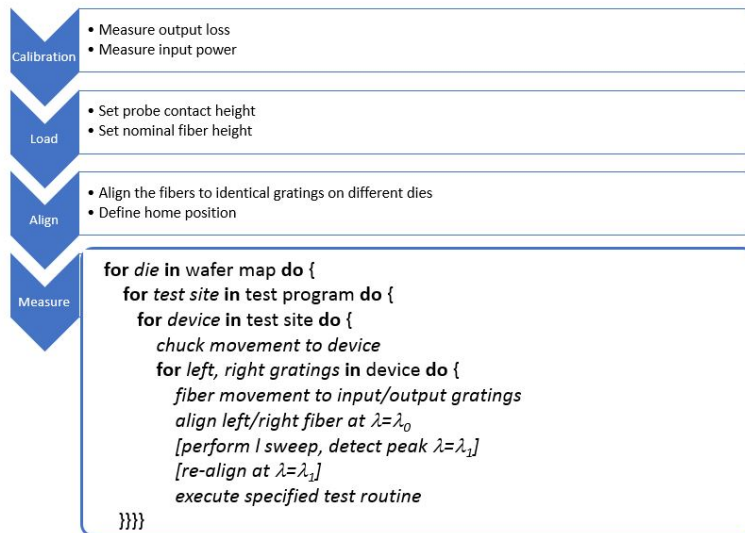 Calibration
• Measure output loss
• Measure input power
Load
• Set probe contact height
• Set nominal fiber height
Align
• Align the fibers to identical gratings on different dies
• Define home position
Measure
for die in wafer map do {
for test site in test program do {
for device in test site do {
chuck movement to device
for left, right gratings in device do {
fiber movement to input/output gratings
align left/right fiber at λ=λ₀
[perform l sweep, detect peak λ=λ₁]
[re-align at λ=λ₁]
execute specified test routine
}}}}